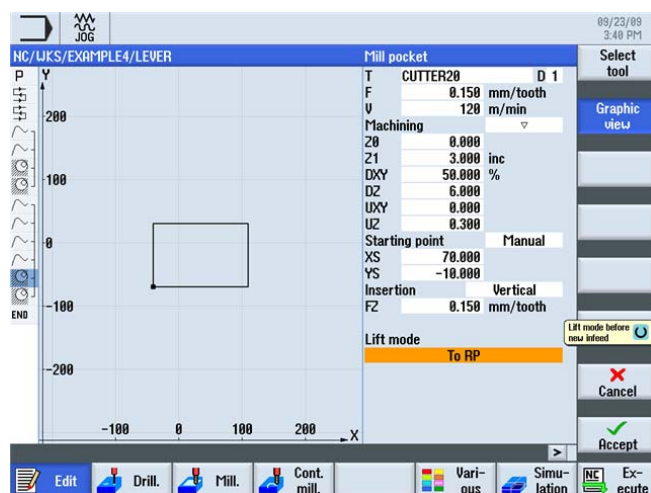 JOG
09/23/09
3:40 PM
NC/WKS/EXAMPLE4/LEVER
Mill pocket
Select
tool
P
Y
T CUTTER20 D 1
F 0.150 mm/tooth
V 120 m/min
Graphic
view
Machining ▽
Z0 0.000
Z1 3.000 inc
DXY 50.000 %
DZ 6.000
UXY 0.000
UZ 0.300
Starting point Manual
XS 70.000
YS -10.000
Insertion Vertical
FZ 0.150 mm/tooth
200
100
0
-100
-200
END
-100 0 100 200 X
Lift mode before
new infeed
Lift mode
To RP
Cancel
Accept
>
Edit
Drill.
Mill.
Cont.
mill.
Vari-
ous
Simu-
lation
NC
Ex-
ecute